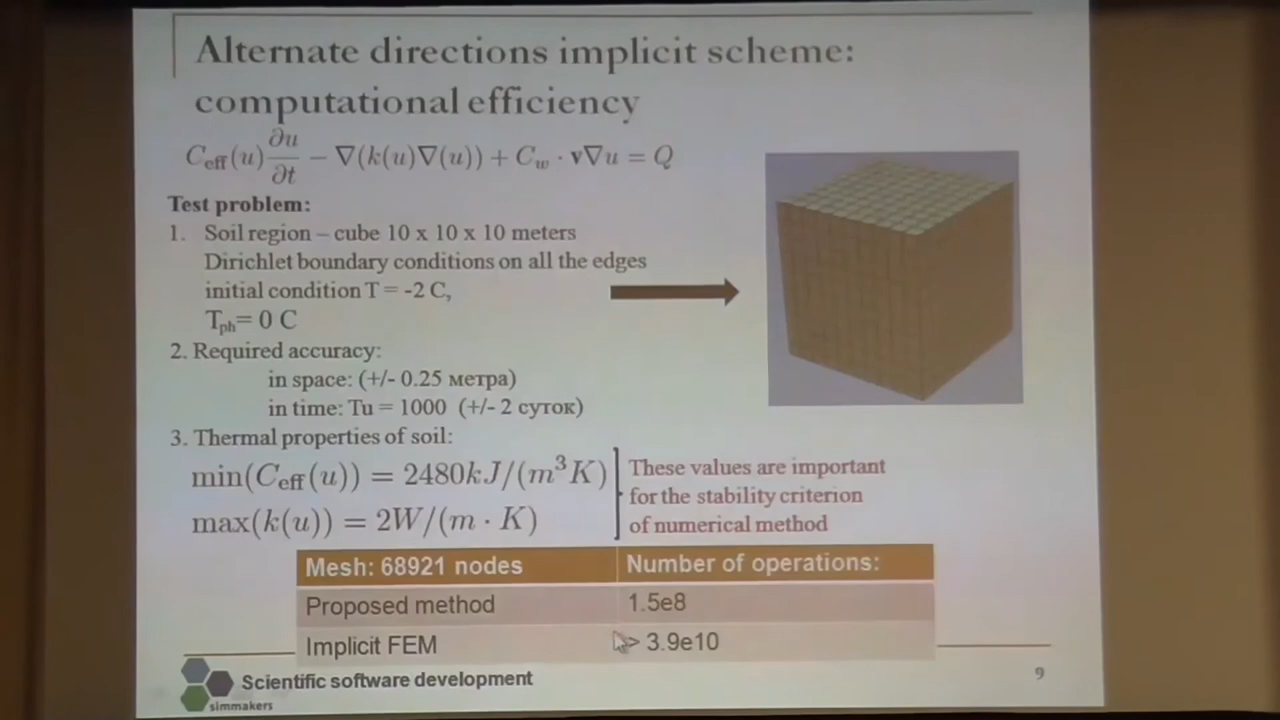 Alternate directions implicit scheme:
computational efficiency
C_eff(u) ∂u/∂t − ∇(k(u)∇(u)) + C_w · v∇u = Q
Test problem:
1. Soil region – cube 10 x 10 x 10 meters
Dirichlet boundary conditions on all the edges
initial condition T = -2 C,
T_ph= 0 C
2. Required accuracy:
in space: (+/- 0.25 метра)
in time: Tu = 1000 (+/- 2 суток)
3. Thermal properties of soil:
min(C_eff(u)) = 2480kJ/(m³K)
max(k(u)) = 2W/(m · K)
These values are important
for the stability criterion
of numerical method
Mesh: 68921 nodes Number of operations:
Proposed method 1.5e8
Implicit FEM > 3.9e10
Scientific software development
simmakers
9